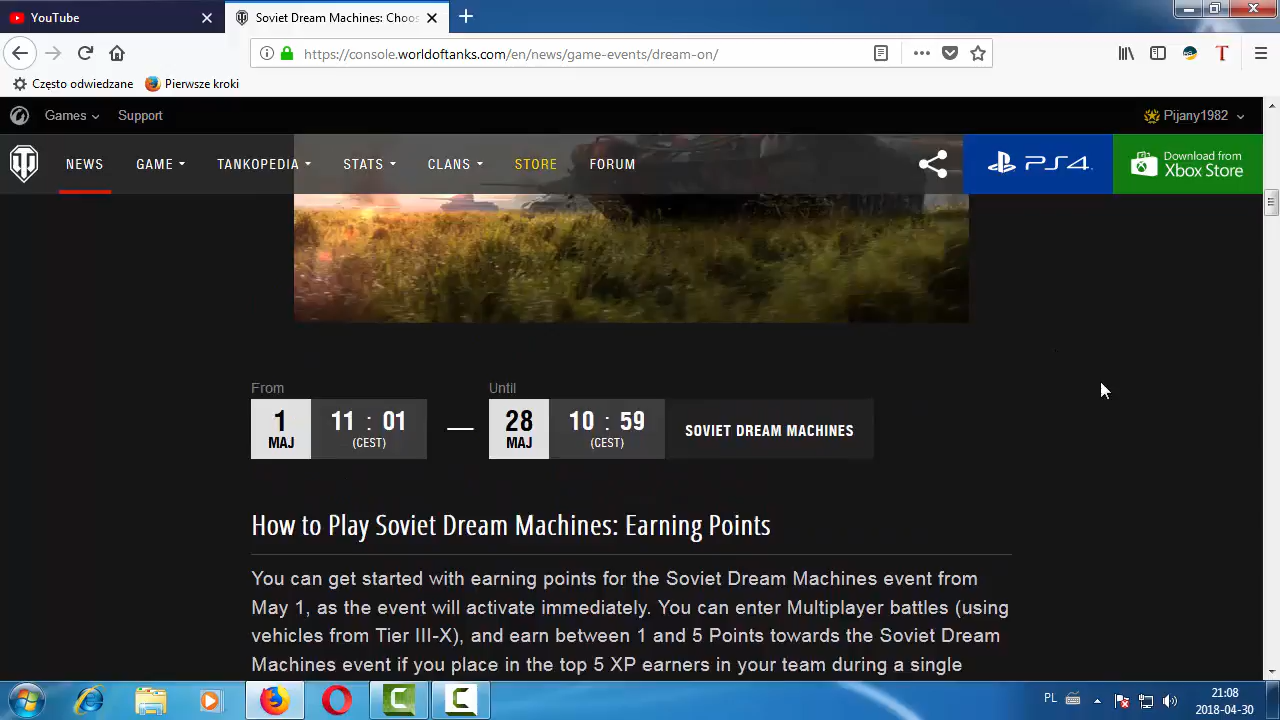 YouTube
Soviet Dream Machines: Choos
https://console.worldoftanks.com/en/news/game-events/dream-on/
Często odwiedzane
Pierwsze kroki
Games
Support
Pijany1982
NEWS
GAME
TANKOPEDIA
STATS
CLANS
STORE
FORUM
PS4
Download from
Xbox Store
From
Until
1
MAJ
11 : 01
(CEST)
28
MAJ
10 : 59
(CEST)
SOVIET DREAM MACHINES
How to Play Soviet Dream Machines: Earning Points
You can get started with earning points for the Soviet Dream Machines event from
May 1, as the event will activate immediately. You can enter Multiplayer battles (using
vehicles from Tier III-X), and earn between 1 and 5 Points towards the Soviet Dream
Machines event if you place in the top 5 XP earners in your team during a single
PL
21:08
2018-04-30